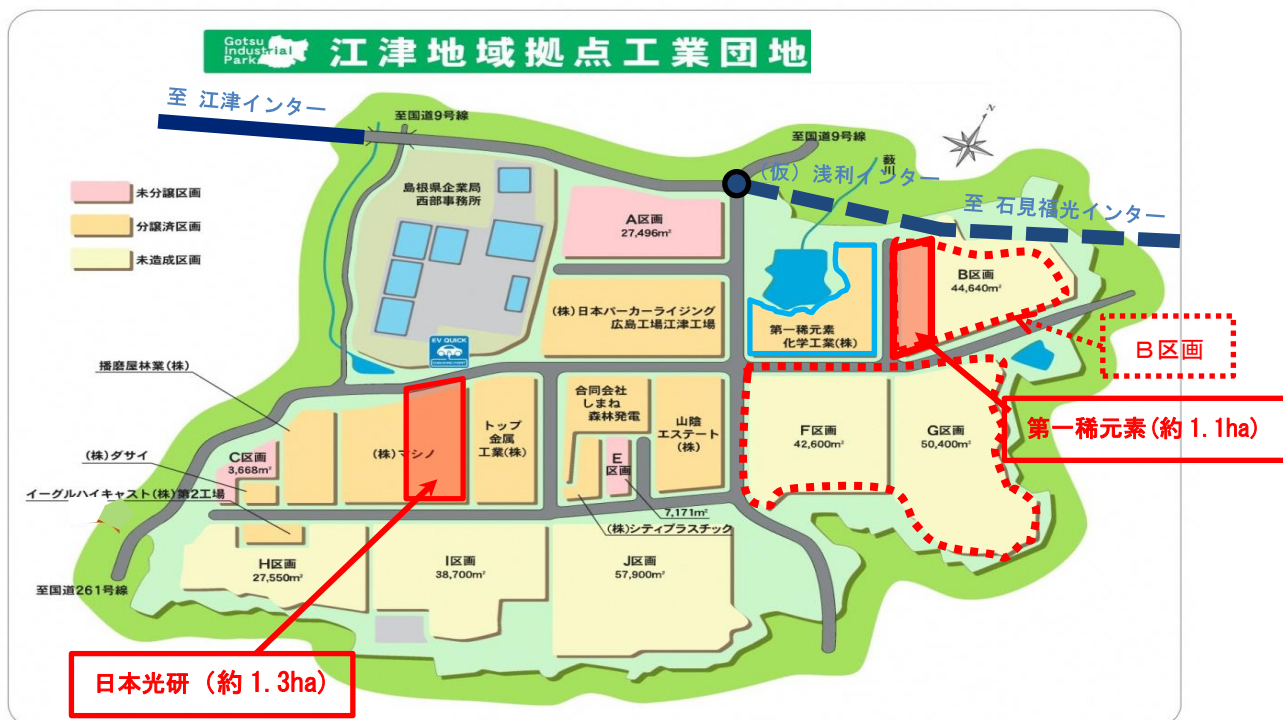 Gotsu
Industrial
Park
江津地域拠点工業団地
至 江津インター
至国道9号線
至国道9号線
N
藪川
(仮) 浅利インター
至 石見福光インター
未分譲区画
分譲済区画
未造成区画
島根県企業局
西部事務所
A区画
27,496m²
B区画
44,640m²
(株)日本パーカーライジング
広島工場江津工場
第一稀元素
化学工業(株)
EV QUICK
B区画
播磨屋林業(株)
合同会社
しまね
森林発電
トップ
金属
工業(株)
山陰
エステート
(株)
F区画
42,600m²
G区画
50,400m²
第一稀元素(約1.1ha)
(株)ダサイ
C区画
3,668m²
(株)マシノ
E
区画
イーグルハイキャスト(株)第2工場
7,171m²
(株)シティプラスチック
H区画
27,550m²
I区画
38,700m²
J区画
57,900m²
至国道261号線
日本光研 (約1.3ha)